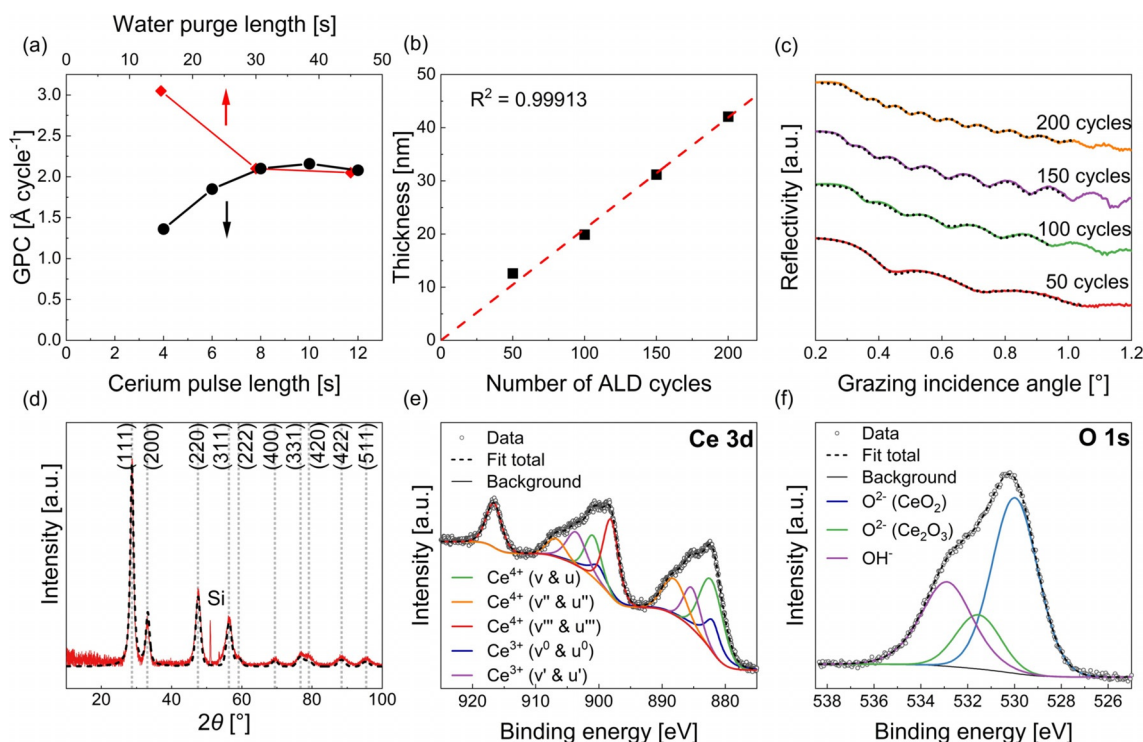 Water purge length [s]
(a)
0 10 20 30 40 50
3.0
2.5
2.0
1.5
1.0
0.5
0.0
GPC [Å cycle⁻¹]
0 2 4 6 8 10 12
Cerium pulse length [s]
(b)
R² = 0.99913
50
40
30
20
10
0
Thickness [nm]
0 50 100 150 200
Number of ALD cycles
(c)
Reflectivity [a.u.]
200 cycles
150 cycles
100 cycles
50 cycles
0.2 0.4 0.6 0.8 1.0 1.2
Grazing incidence angle [°]
(d)
(111)
(200)
(220)
(311)
(222)
(400)
(331)
(420)
(422)
(511)
Si
Intensity [a.u.]
20 40 60 80 100
2θ [°]
(e)
Data
Fit total
Background
Ce 3d
Ce⁴⁺ (v & u)
Ce⁴⁺ (v'' & u'')
Ce⁴⁺ (v''' & u''')
Ce³⁺ (v⁰ & u⁰)
Ce³⁺ (v' & u')
Intensity [a.u.]
920 900 880
Binding energy [eV]
(f)
Data
Fit total
Background
O²⁻ (CeO₂)
O²⁻ (Ce₂O₃)
OH⁻
O 1s
Intensity [a.u.]
538 536 534 532 530 528 526
Binding energy [eV]